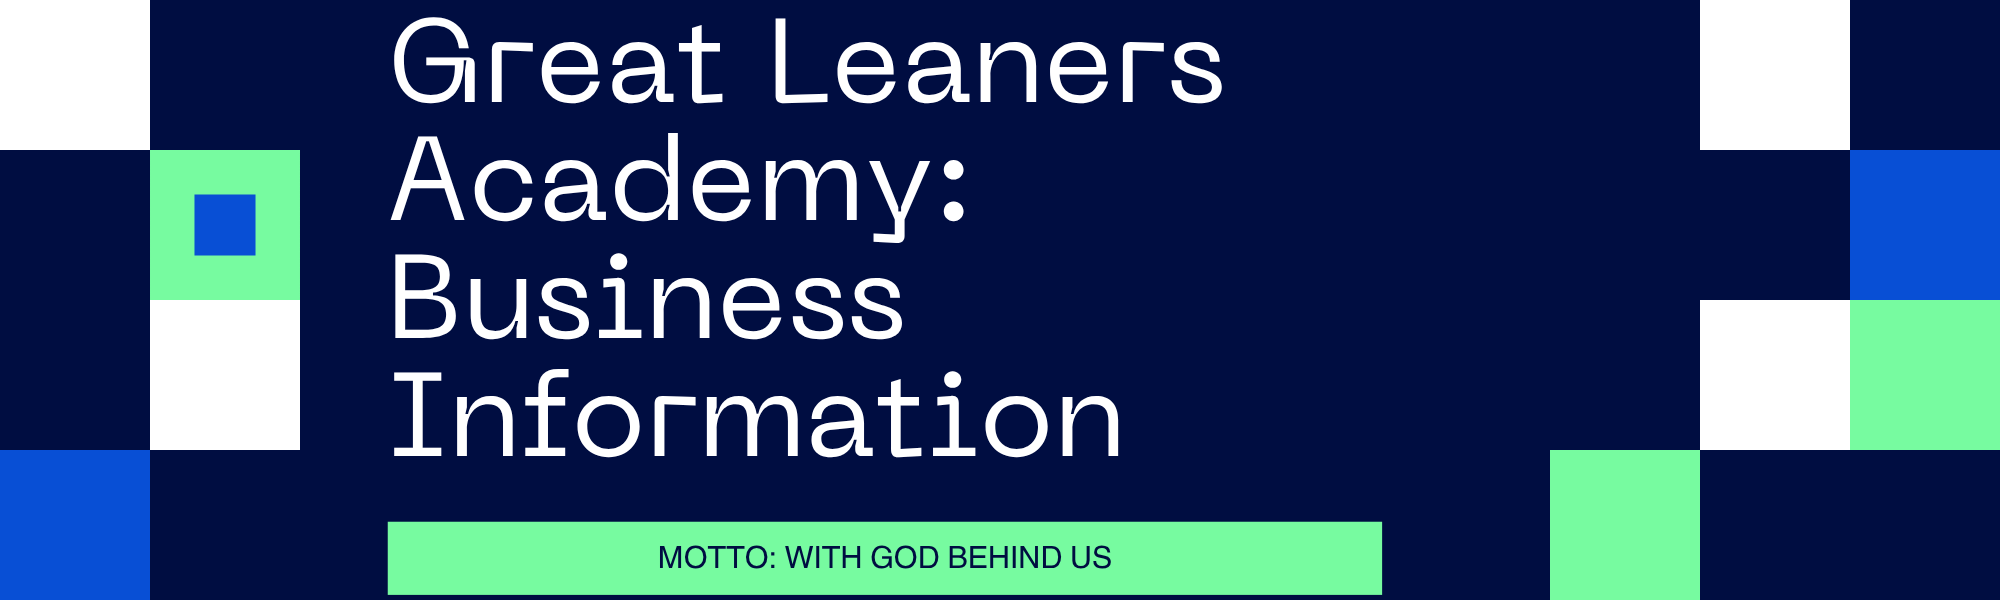 Great Leaners
Academy:
Business
Information
MOTTO: WITH GOD BEHIND US